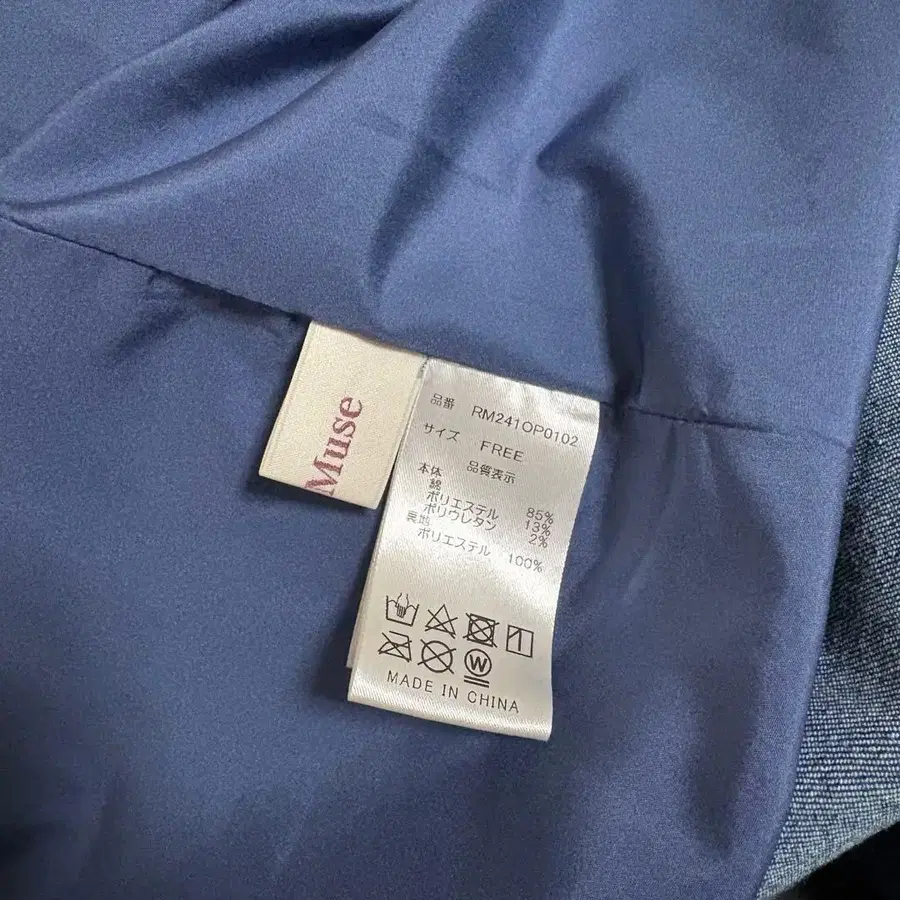 Muse
品番 RM241OP0102
サイズ FREE
品質表示
本体
綿 85%
ポリエステル 13%
ポリウレタン 2%
裏地
ポリエステル 100%
W
MADE IN CHINA